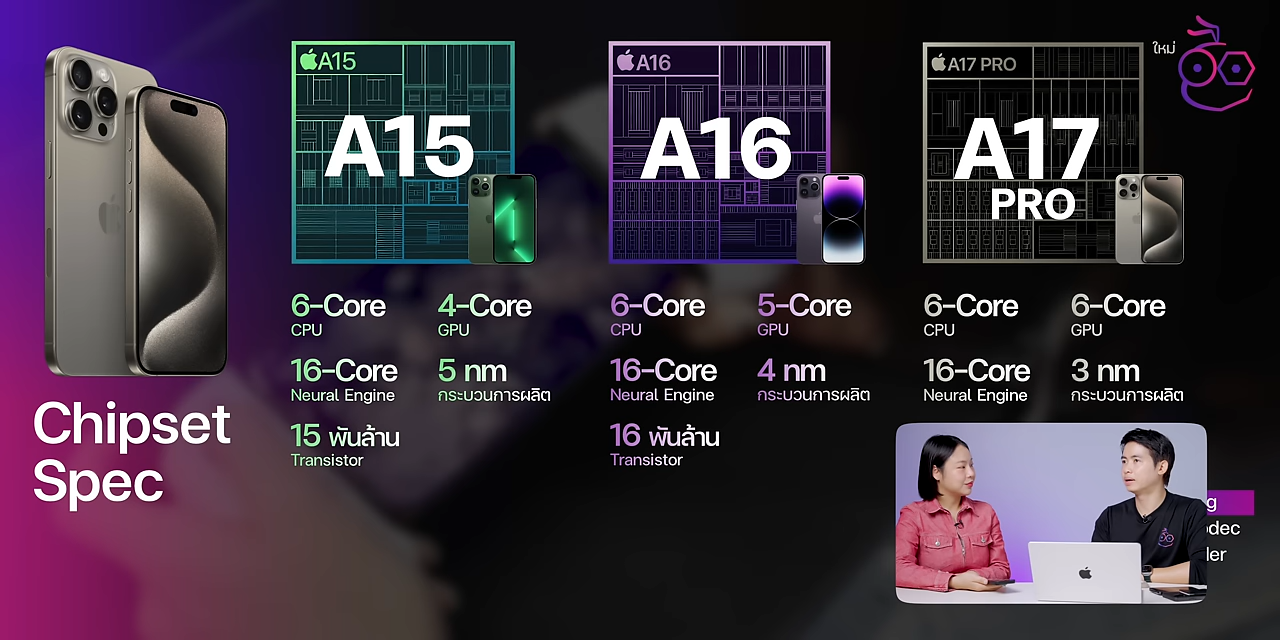 Chipset
Spec
A15
A15
6-Core
CPU
4-Core
GPU
16-Core
Neural Engine
5 nm
กระบวนการผลิต
15 พันล้าน
Transistor
A16
A16
6-Core
CPU
5-Core
GPU
16-Core
Neural Engine
4 nm
กระบวนการผลิต
16 พันล้าน
Transistor
A17 PRO
ใหม่
A17
PRO
6-Core
CPU
6-Core
GPU
16-Core
Neural Engine
3 nm
กระบวนการผลิต